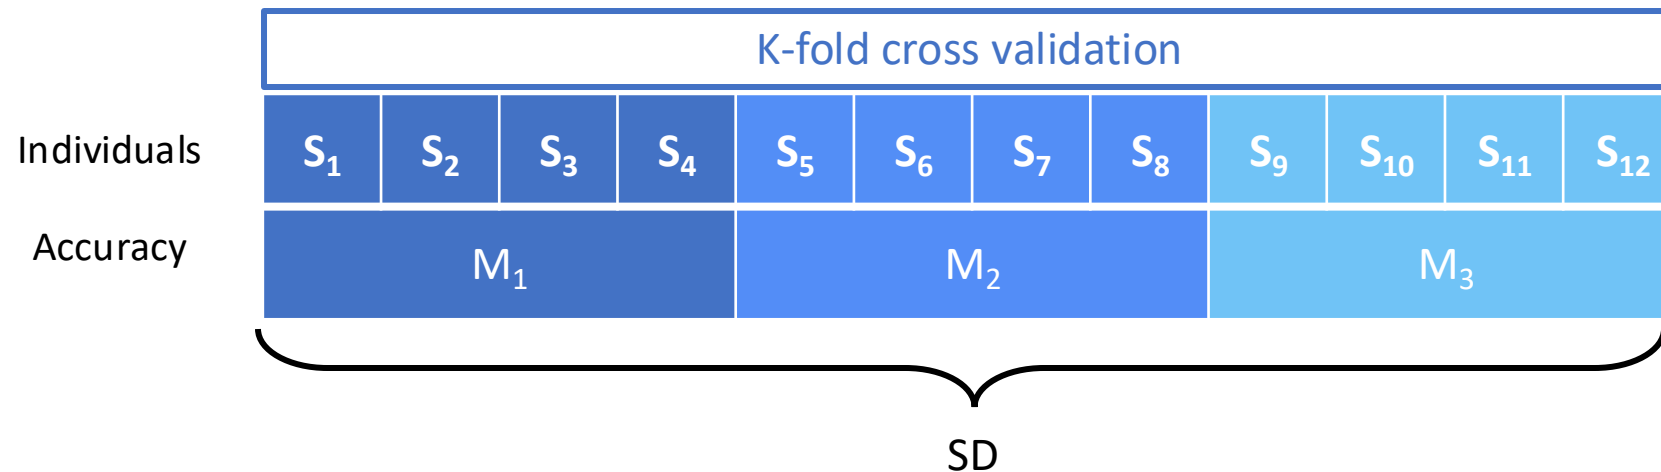 K-fold cross validation
Individuals S₁ S₂ S₃ S₄ S₅ S₆ S₇ S₈ S₉ S₁₀ S₁₁ S₁₂
Accuracy M₁ M₂ M₃
SD